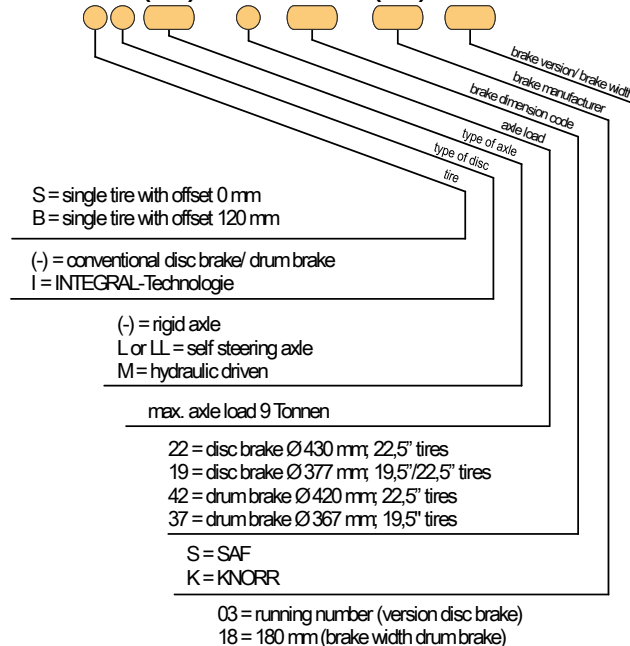 brake version/ brake width
brake manufacturer
brake dimension code
axle load
type of axle
type of disc
tire
S = single tire with offset 0 mm
B = single tire with offset 120 mm
(-) = conventional disc brake/ drum brake
I = INTEGRAL-Technologie
(-) = rigid axle
L or LL = self steering axle
M = hydraulic driven
max. axle load 9 Tonnen
22 = disc brake Ø 430 mm; 22,5” tires
19 = disc brake Ø 377 mm; 19,5”/22,5” tires
42 = drum brake Ø 420 mm; 22,5” tires
37 = drum brake Ø 367 mm; 19,5" tires
S = SAF
K = KNORR
03 = running number (version disc brake)
18 = 180 mm (brake width drum brake)